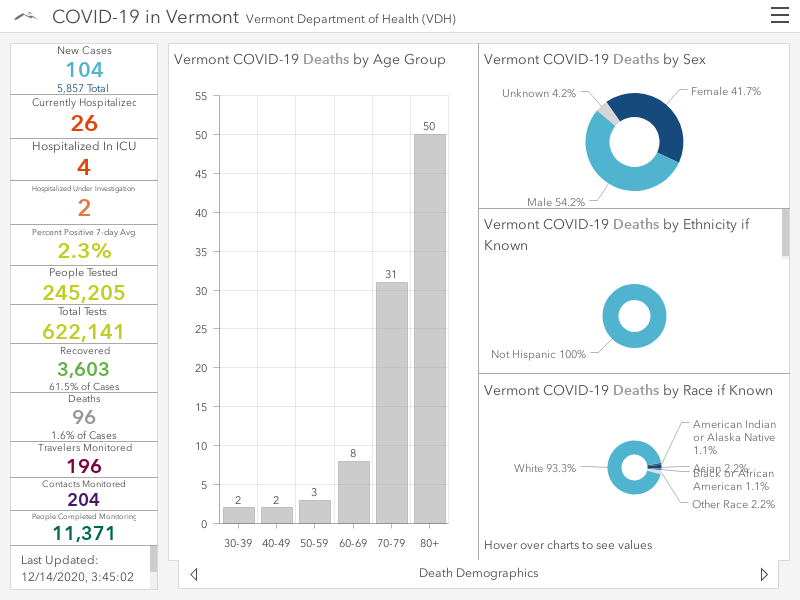 COVID-19 in Vermont Vermont Department of Health (VDH)
New Cases
104
5,857 Total
Currently Hospitalized
26
Hospitalized In ICU
4
Hospitalized Under Investigation
2
Percent Positive 7-day Avg
2.3%
People Tested
245,205
Total Tests
622,141
Recovered
3,603
61.5% of Cases
Deaths
96
1.6% of Cases
Travelers Monitored
196
Contacts Monitored
204
People Completed Monitoring
11,371
Last Updated:
12/14/2020, 3:45:02
Vermont COVID-19 Deaths by Age Group
55
50
45
40
35
30
25
20
15
10
5
0
2
2
3
8
31
50
30-39 40-49 50-59 60-69 70-79 80+
Vermont COVID-19 Deaths by Sex
Unknown 4.2%
Female 41.7%
Male 54.2%
Vermont COVID-19 Deaths by Ethnicity if
Known
Not Hispanic 100%
Vermont COVID-19 Deaths by Race if Known
American Indian
or Alaska Native
1.1%
White 93.3%
Asian 2.2%
Black or African
American 1.1%
Other Race 2.2%
Hover over charts to see values
Death Demographics